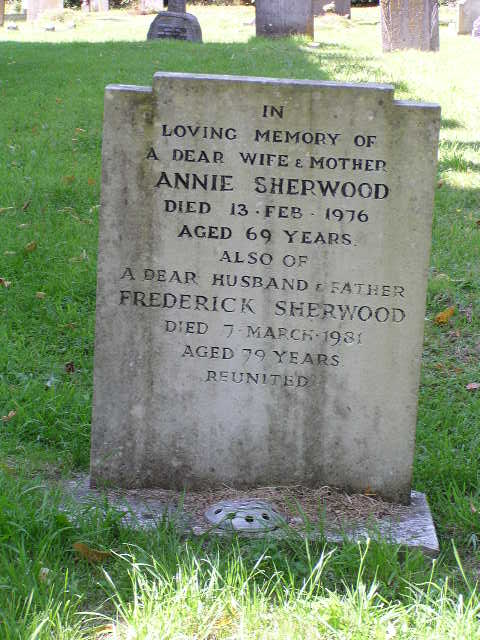 IN
LOVING MEMORY OF
A DEAR WIFE & MOTHER
ANNIE SHERWOOD
DIED 13·FEB·1976
AGED 69 YEARS.
ALSO OF
A DEAR HUSBAND & FATHER
FREDERICK SHERWOOD
DIED 7·MARCH·1981
AGED 79 YEARS
REUNITED